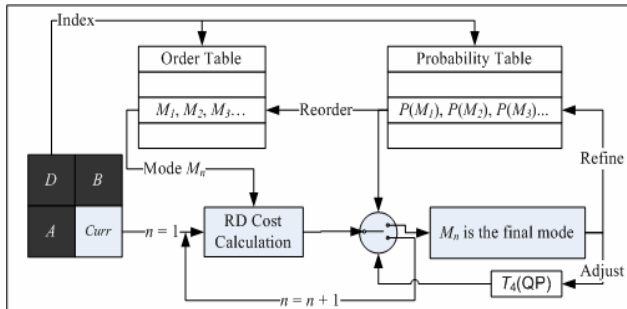 Index
Order Table
Probability Table
M1, M2, M3...
Reorder
P(M1), P(M2), P(M3)...
Mode Mn
Refine
D
B
A
Curr
n = 1
RD Cost
Calculation
Mn is the final mode
Adjust
T4(QP)
n = n + 1